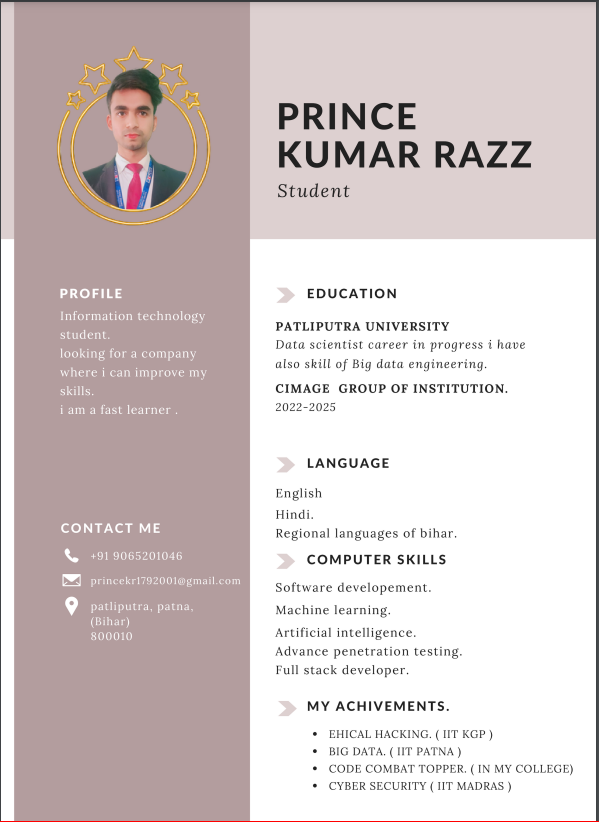 PRINCE
KUMAR RAZZ
Student
PROFILE
Information technology
student.
looking for a company
where i can improve my
skills.
i am a fast learner .
CONTACT ME
+91 9065201046
princekr1792001@gmail.com
patliputra, patna,
(Bihar)
800010
EDUCATION
PATLIPUTRA UNIVERSITY
Data scientist career in progress i have
also skill of Big data engineering.
CIMAGE  GROUP OF INSTITUTION.
2022-2025
LANGUAGE
English
Hindi.
Regional languages of bihar.
COMPUTER SKILLS
Software developement.
Machine learning.
Artificial intelligence.
Advance penetration testing.
Full stack developer.
MY ACHIVEMENTS.
• EHICAL HACKING. ( IIT KGP )
• BIG DATA. ( IIT PATNA )
• CODE COMBAT TOPPER. ( IN MY COLLEGE)
• CYBER SECURITY ( IIT MADRAS )